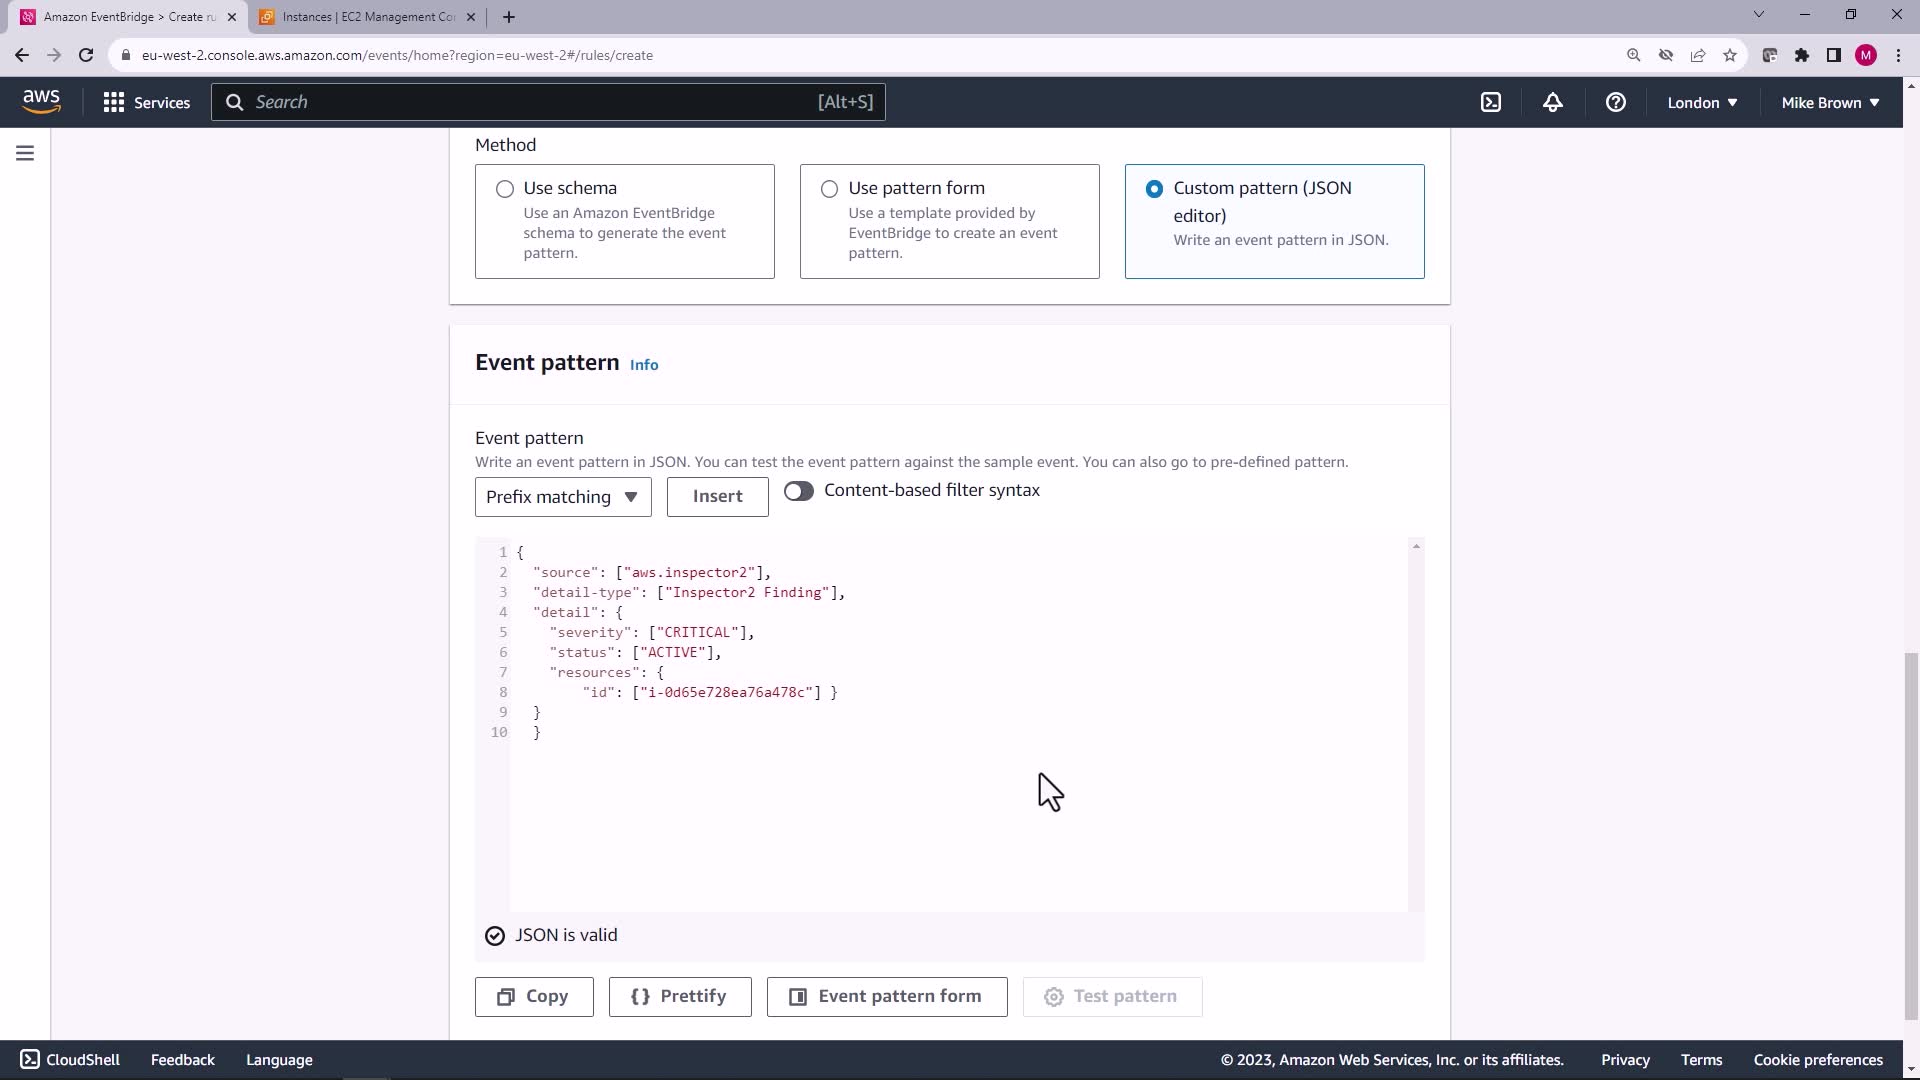 Amazon EventBridge > Create ru
Instances | EC2 Management Co
eu-west-2.console.aws.amazon.com/events/home?region=eu-west-2#/rules/create
M
aws
Services
Search
[Alt+S]
London
Mike Brown
Method
Use schema
Use an Amazon EventBridge
schema to generate the event
pattern.
Use pattern form
Use a template provided by
EventBridge to create an event
pattern.
Custom pattern (JSON
editor)
Write an event pattern in JSON.
Event pattern Info
Event pattern
Write an event pattern in JSON. You can test the event pattern against the sample event. You can also go to pre-defined pattern.
Prefix matching
Insert
Content-based filter syntax
1 {
2 "source": ["aws.inspector2"],
3 "detail-type": ["Inspector2 Finding"],
4 "detail": {
5 "severity": ["CRITICAL"],
6 "status": ["ACTIVE"],
7 "resources": {
8 "id": ["i-0d65e728ea76a478c"] }
9 }
10 }
JSON is valid
Copy
{} Prettify
Event pattern form
Test pattern
CloudShell
Feedback
Language
© 2023, Amazon Web Services, Inc. or its affiliates.
Privacy
Terms
Cookie preferences